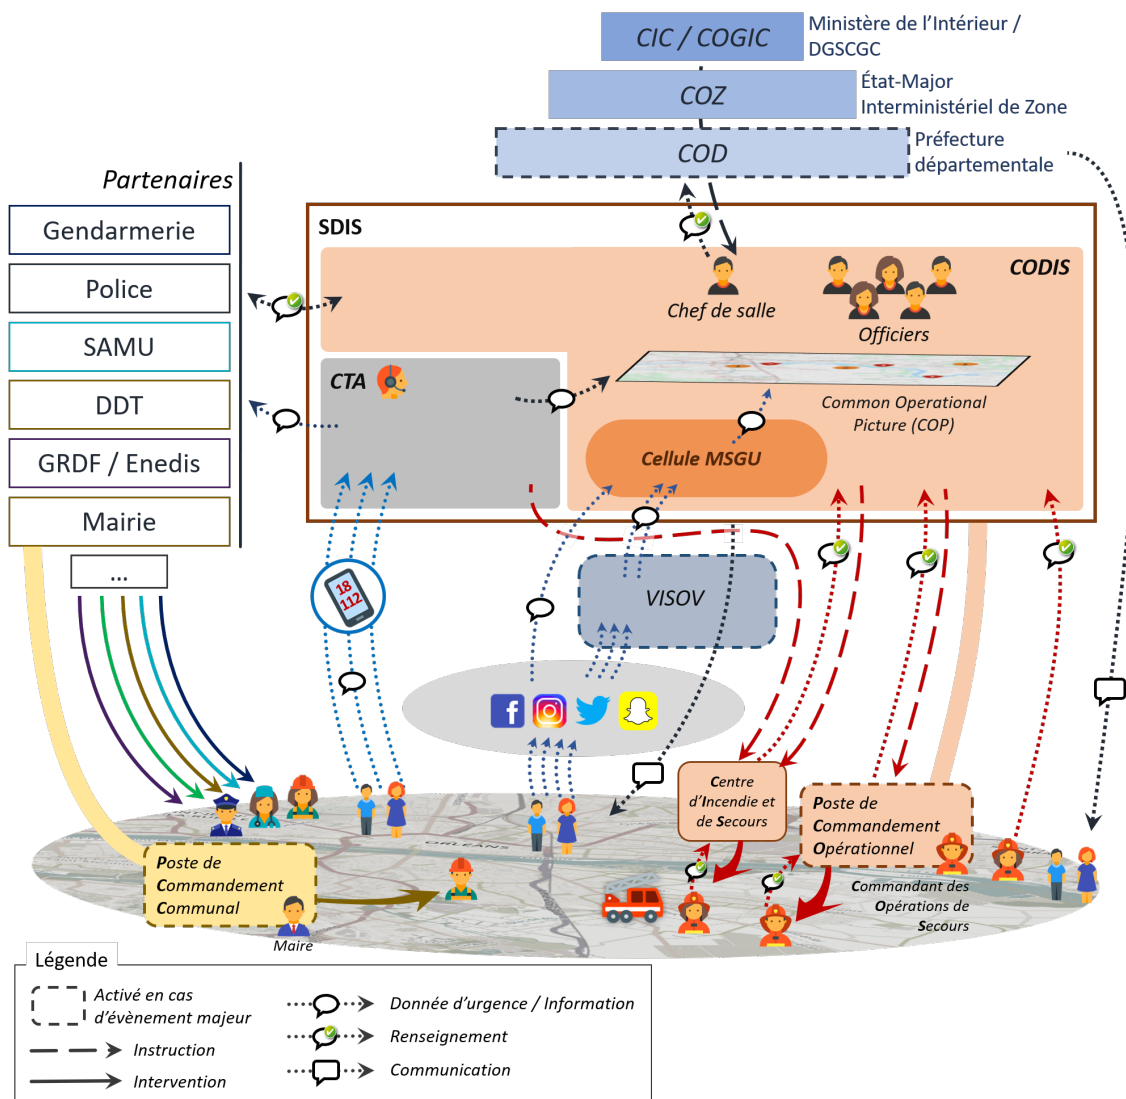 CIC / COGIC
Ministère de l'Intérieur /
DGSCGC
COZ
État-Major
Interministériel de Zone
COD
Préfecture
départementale
Partenaires
Gendarmerie
Police
SAMU
DDT
GRDF / Enedis
Mairie
...
SDIS
CODIS
Chef de salle
Officiers
CTA
Common Operational
Picture (COP)
Cellule MSGU
18
112
VISOV
f
Centre
d'Incendie et
de Secours
Poste de
Commandement
Opérationnel
ORLEANS
Poste de
Commandement
Communal
Maire
Commandant des
Opérations de
Secours
Légende
Activé en cas
d'évènement majeur
Instruction
Intervention
Donnée d'urgence / Information
Renseignement
Communication